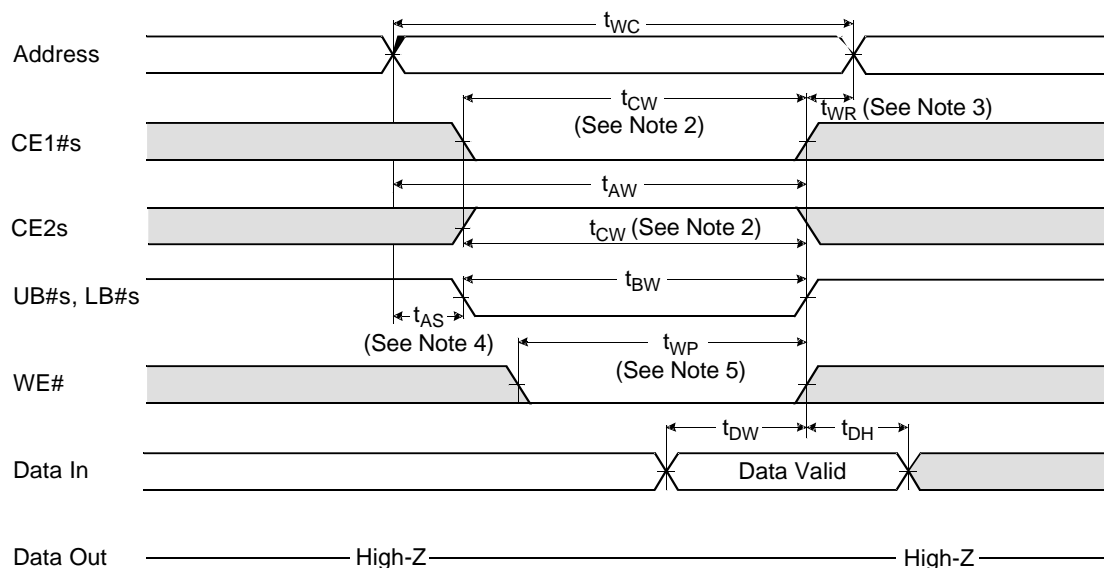 tWC
Address
tCW
(See Note 2)
tWR (See Note 3)
CE1#s
tAW
CE2s
tCW (See Note 2)
tBW
UB#s, LB#s
tAS
(See Note 4)
tWP
(See Note 5)
WE#
tDW
tDH
Data In
Data Valid
Data Out
High-Z
High-Z